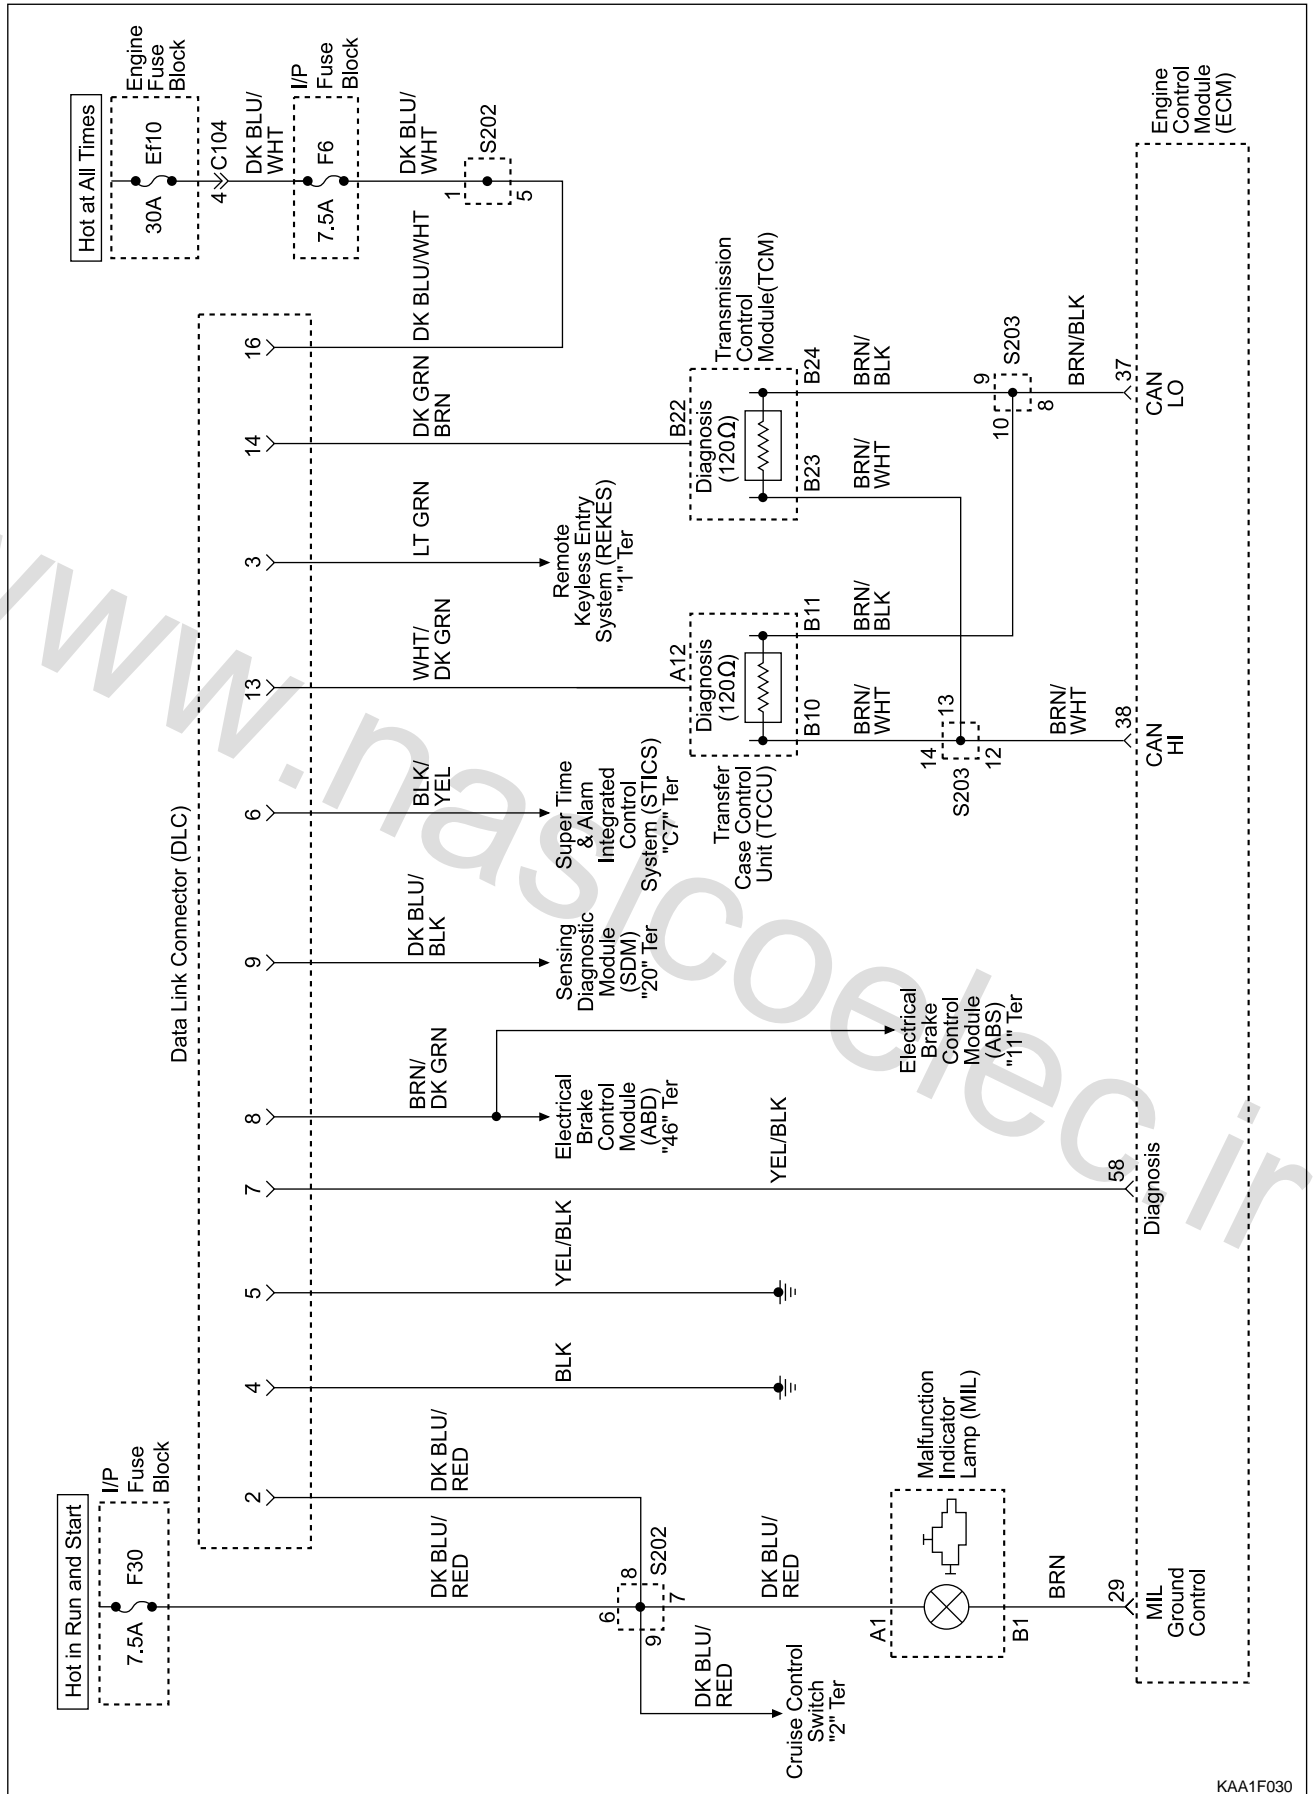 Hot in Run and Start
I/P
Fuse
Block
F30
7.5A
Hot at All Times
Engine
Fuse
Block
Ef10
30A
4
C104
DK BLU/
WHT
I/P
Fuse
Block
F6
7.5A
DK BLU/
WHT
1
5
S202
DK BLU/WHT
Data Link Connector (DLC)
2
4
5
7
8
9
6
13
3
14
16
DK BLU/
RED
DK BLU/
RED
BLK
YEL/BLK
YEL/BLK
BRN/
DK GRN
DK BLU/
BLK
BLK/
YEL
WHT/
DK GRN
LT GRN
DK GRN
BRN
6
8
S202
9
7
DK BLU/
RED
Cruise Control
Switch
"2" Ter
DK BLU/
RED
A1
B1
Malfunction
Indicator
Lamp (MIL)
BRN
29
MIL
Ground
Control
Electrical
Brake
Control
Module
(ABD)
"46" Ter
Electrical
Brake
Control
Module
(ABS)
"11" Ter
Sensing
Diagnostic
Module
(SDM)
"20" Ter
Super Time
& Alam
Integrated
Control
System (STICS)
"C7" Ter
Remote
Keyless Entry
System (REKES)
"1" Ter
A12
Diagnosis
(120Ω)
B10
B11
Transfer
Case Control
Unit (TCCU)
BRN/
WHT
BRN/
BLK
B22
Diagnosis
(120Ω)
B23
B24
Transmission
Control
Module(TCM)
BRN/
WHT
BRN/
BLK
14
13
S203
12
BRN/
WHT
10
9
S203
8
BRN/BLK
58
Diagnosis
38
CAN
HI
37
CAN
LO
Engine
Control
Module
(ECM)
www.nasicoelec.ir
KAA1F030